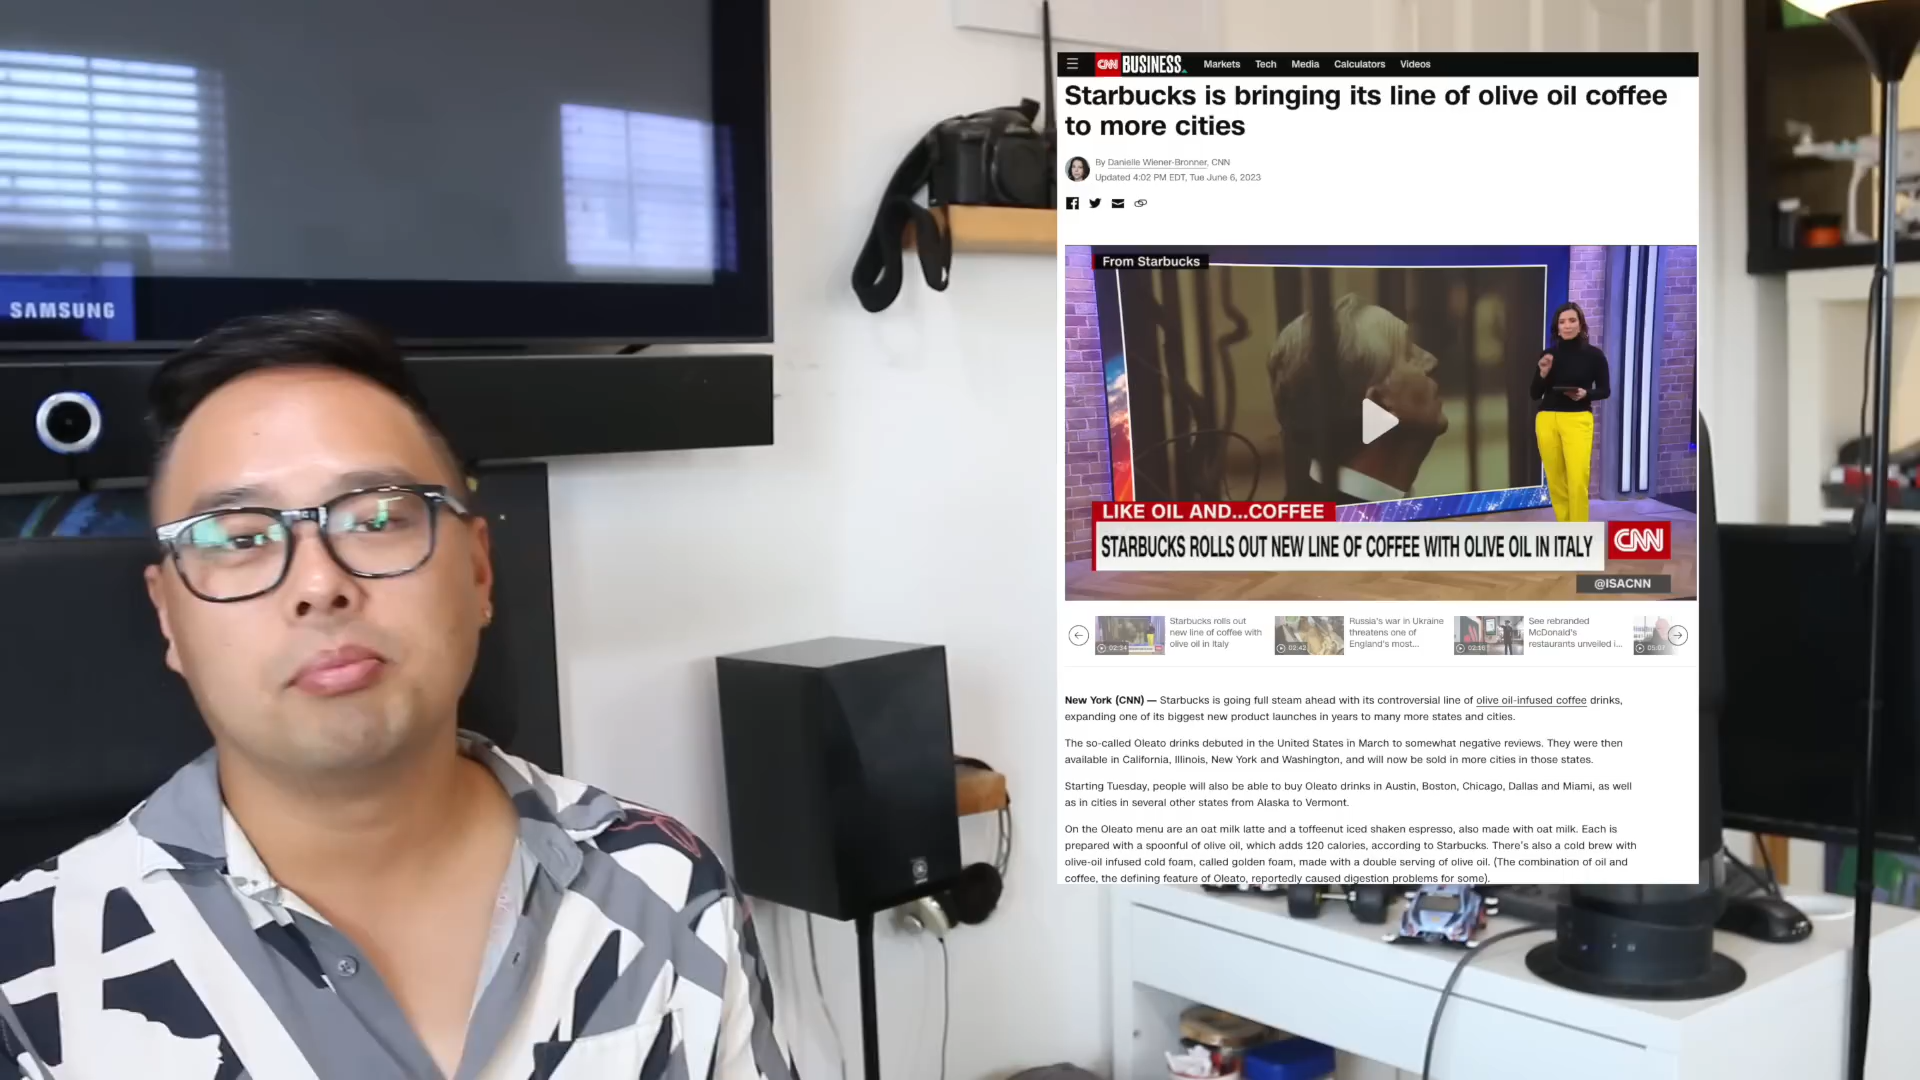 SAMSUNG
CNN BUSINESS Markets Tech Media Calculators Videos
Starbucks is bringing its line of olive oil coffee
to more cities
By Danielle Wiener-Bronner, CNN
Updated 4:02 PM EDT, Tue June 6, 2023
From Starbucks
LIKE OIL AND...COFFEE
STARBUCKS ROLLS OUT NEW LINE OF COFFEE WITH OLIVE OIL IN ITALY
CNN
@ISACNN
Starbucks rolls out
new line of coffee with
olive oil in Italy
02:34
Russia's war in Ukraine
threatens one of
England's most...
02:42
See rebranded
McDonald's
restaurants unveiled i...
02:16
05:07
New York (CNN) — Starbucks is going full steam ahead with its controversial line of olive oil-infused coffee drinks,
expanding one of its biggest new product launches in years to many more states and cities.
The so-called Oleato drinks debuted in the United States in March to somewhat negative reviews. They were then
available in California, Illinois, New York and Washington, and will now be sold in more cities in those states.
Starting Tuesday, people will also be able to buy Oleato drinks in Austin, Boston, Chicago, Dallas and Miami, as well
as in cities in several other states from Alaska to Vermont.
On the Oleato menu are an oat milk latte and a toffeenut iced shaken espresso, also made with oat milk. Each is
prepared with a spoonful of olive oil, which adds 120 calories, according to Starbucks. There's also a cold brew with
olive-oil infused cold foam, called golden foam, made with a double serving of olive oil. (The combination of oil and
coffee, the defining feature of Oleato, reportedly caused digestion problems for some).